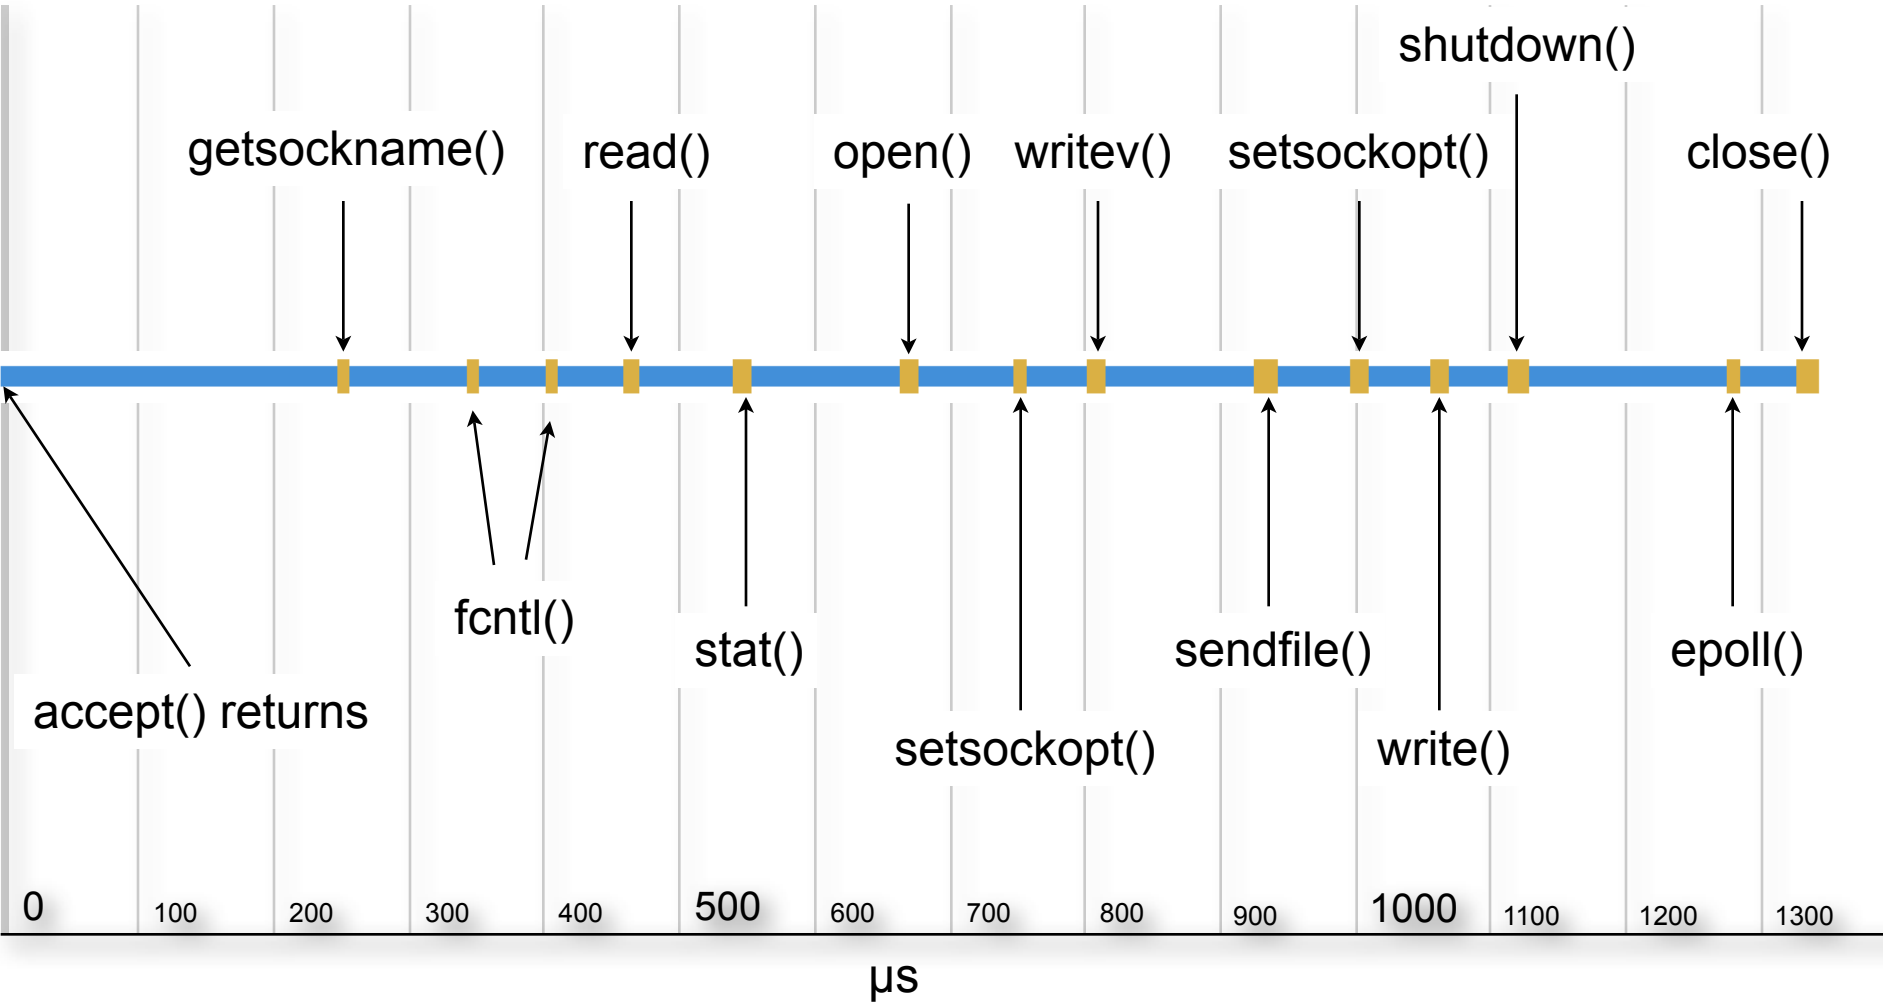 shutdown()
getsockname()
read()
open()
writev()
setsockopt()
close()
fcntl()
stat()
sendfile()
epoll()
accept() returns
setsockopt()
write()
0
100
200
300
400
500
600
700
800
900
1000
1100
1200
1300
µs